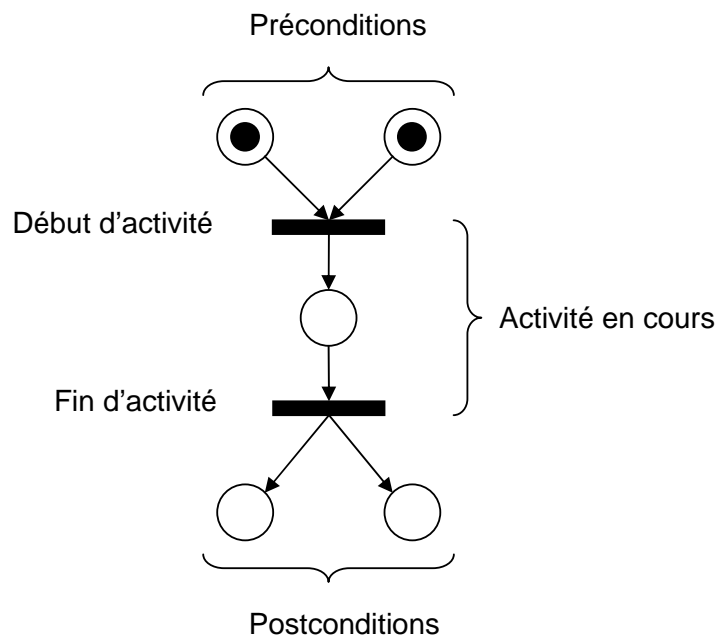 Préconditions
Début d'activité
Activité en cours
Fin d'activité
Postconditions